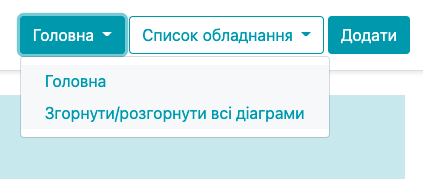 Головна
Список обладнання
Додати
Головна
Згорнути/розгорнути всі діаграми